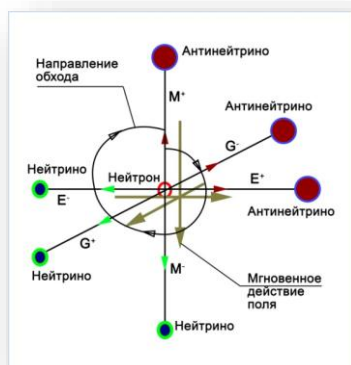 Антинейтрино
Направление
обхода
M⁺
Антинейтрино
G⁻
Нейтрино
Нейтрон
E⁺
E⁻
Антинейтрино
G⁺
M⁻
Нейтрино
Мгновенное
действие
поля
Нейтрино